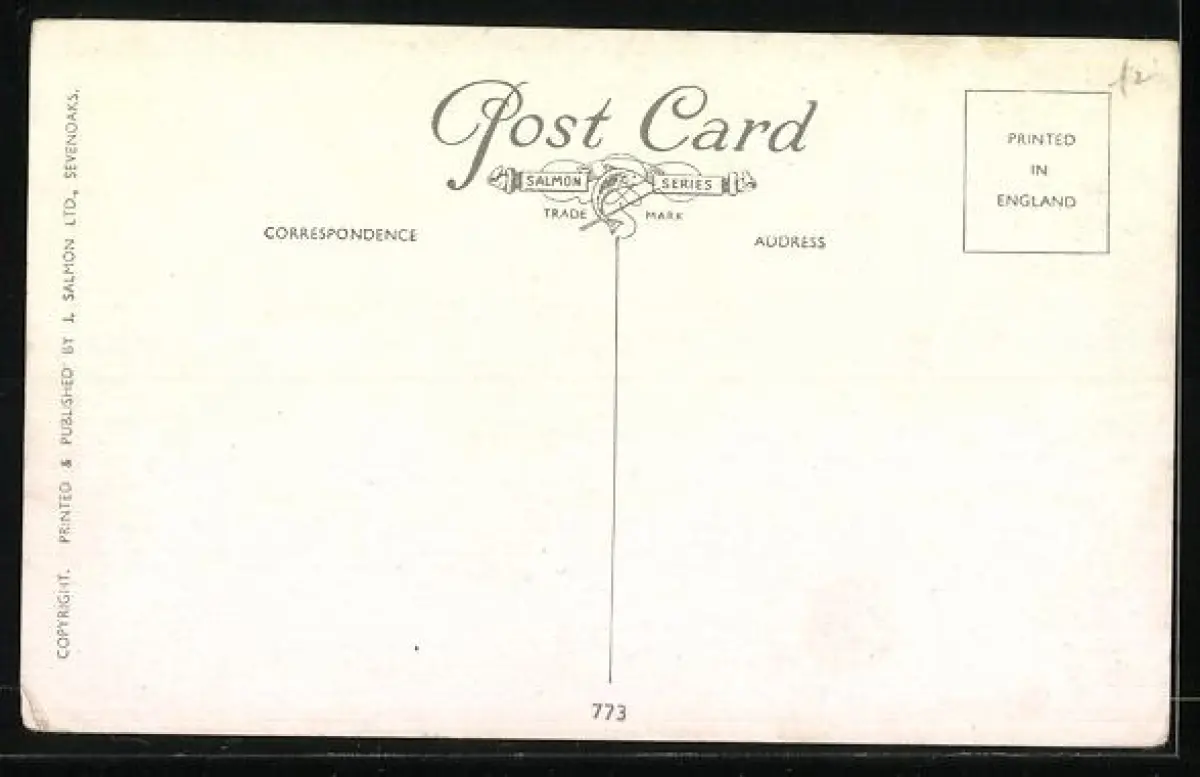 Post Card
SALMON SERIES
TRADE MARK
CORRESPONDENCE
ADDRESS
PRINTED
IN
ENGLAND
COPYRIGHT. PRINTED & PUBLISHED BY J. SALMON LTD., SEVENOAKS.
773